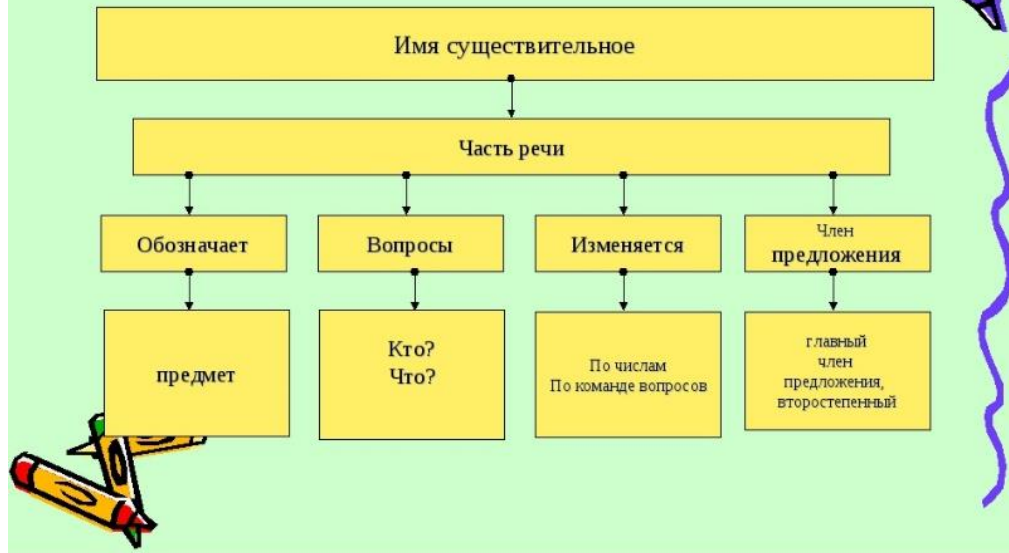 Имя существительное
Часть речи
Обозначает
Вопросы
Изменяется
Член
предложения
предмет
Кто?
Что?
По числам
По команде вопросов
главный
член
предложения,
второстепенный